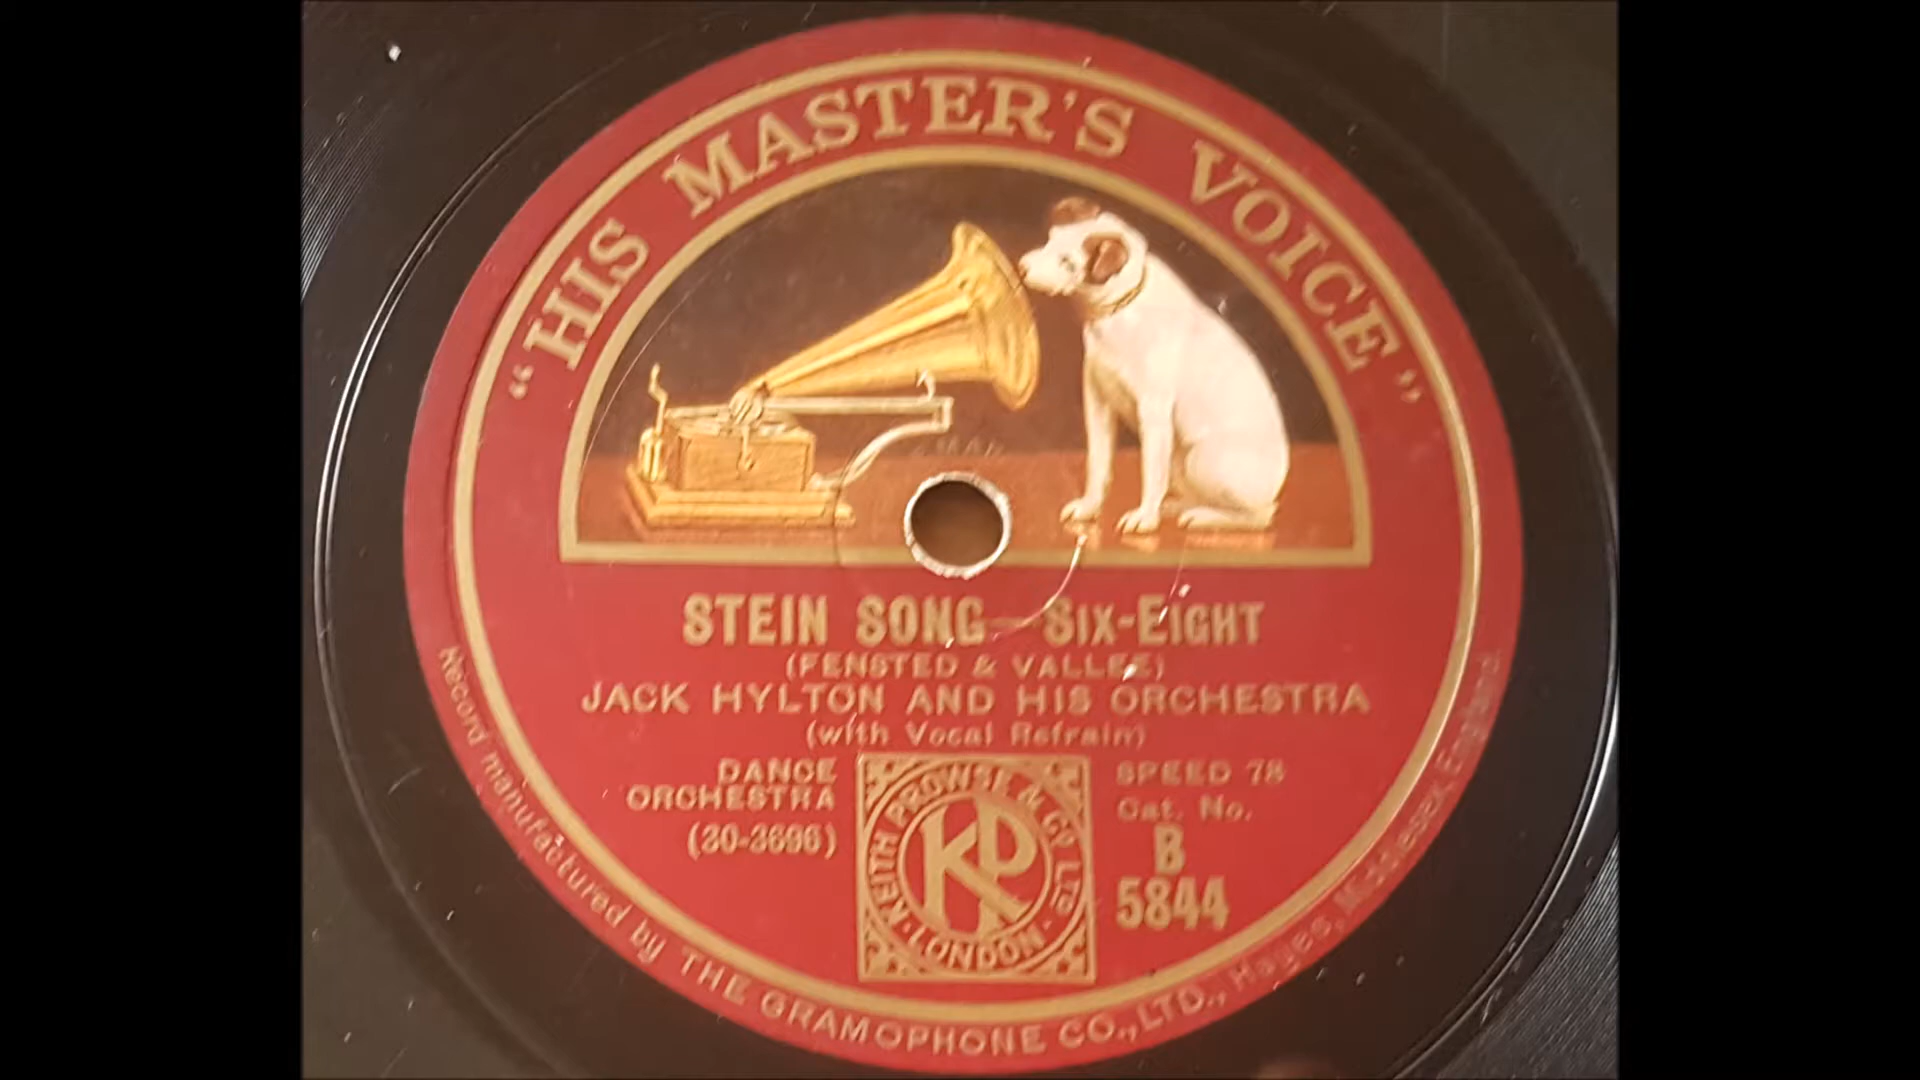 "HIS MASTER'S VOICE"
STEIN SONG—SIX-EIGHT
(FENSTED & VALLEE)
JACK HYLTON AND HIS ORCHESTRA
(with Vocal Refrain)
DANCE
ORCHESTRA
(30-3696)
KEITH PROWSE & CO LTD.
KP
· LONDON ·
SPEED 78
Cat. No.
B
5844
Record manufactured by THE GRAMOPHONE CO., LTD., Hayes, Middlesex, England.